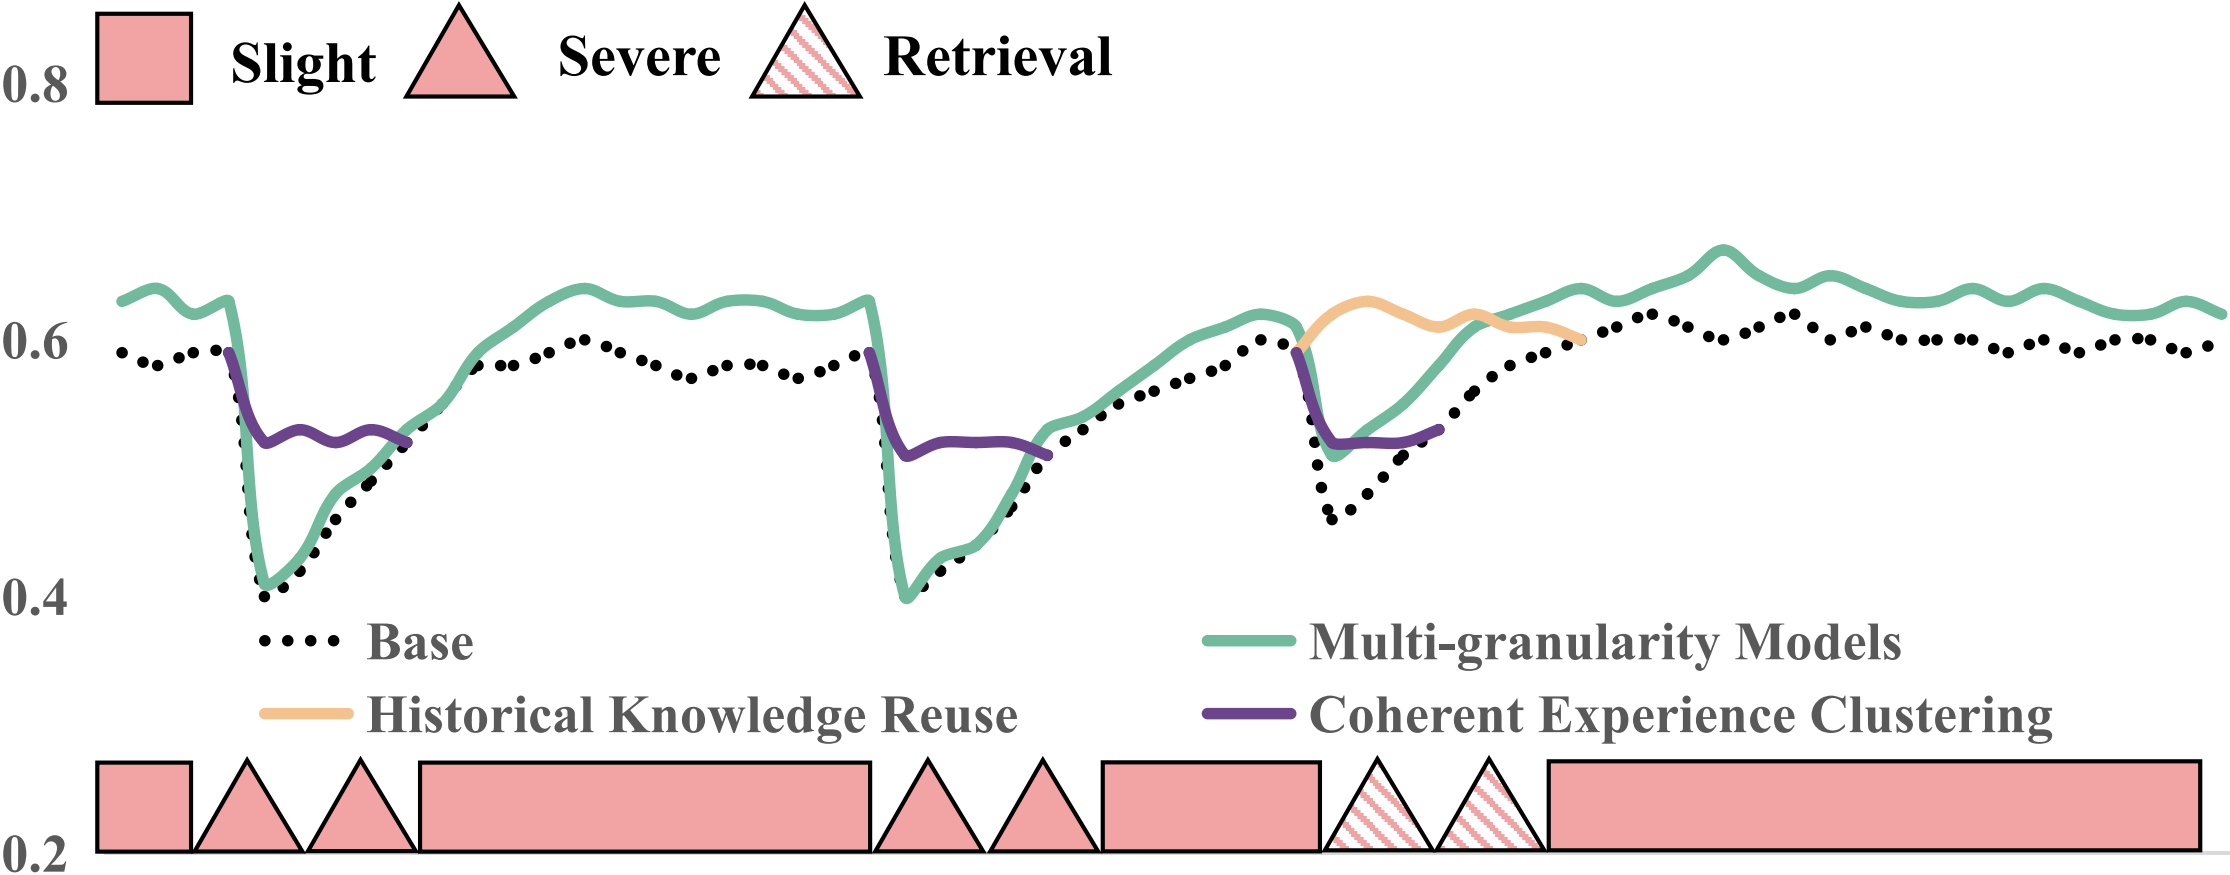 Slight Severe Retrieval
0.8
0.6
0.4
Base Multi-granularity Models
Historical Knowledge Reuse Coherent Experience Clustering
0.2